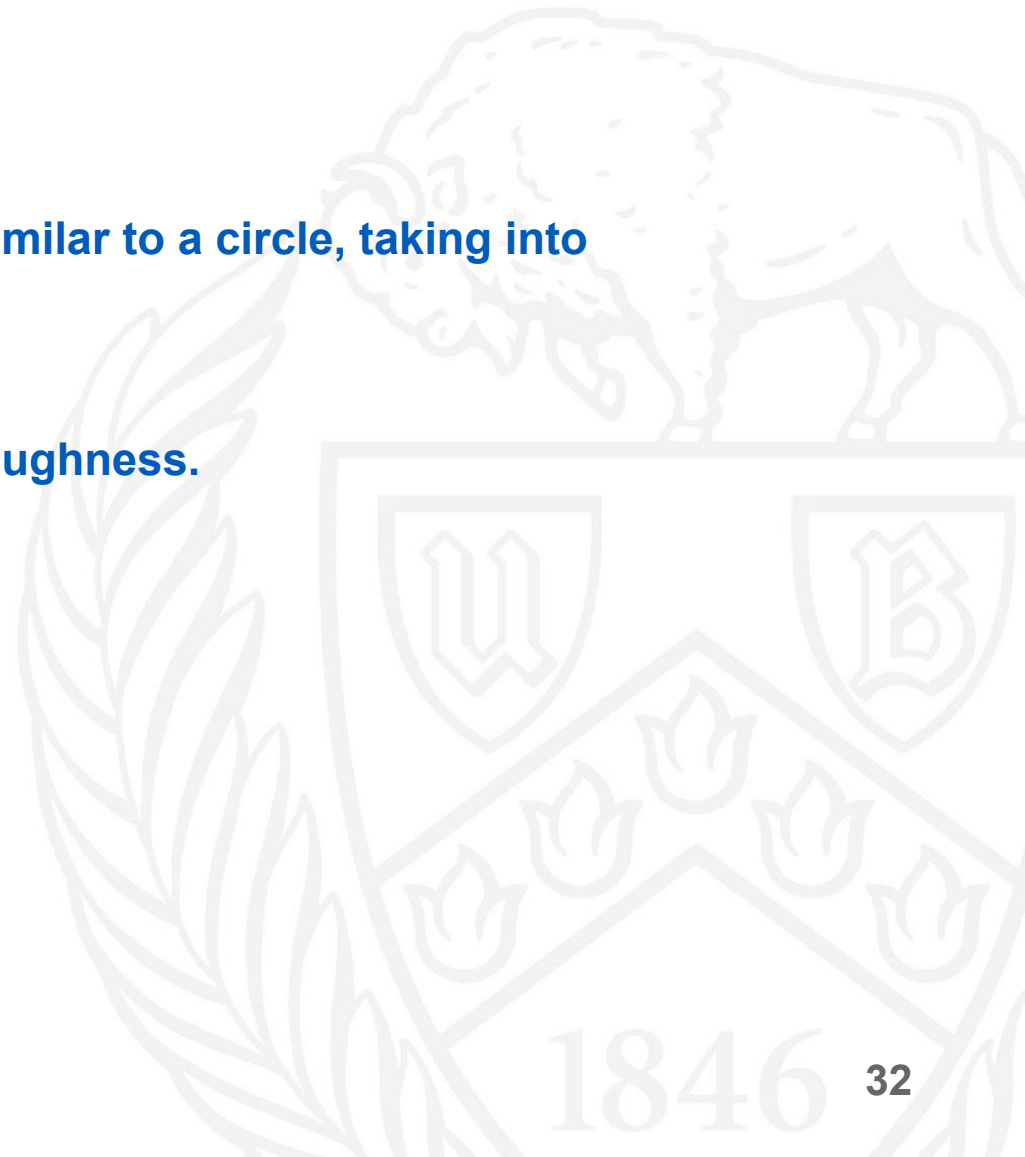 milar to a circle, taking into
ughness.
U B
1846
32